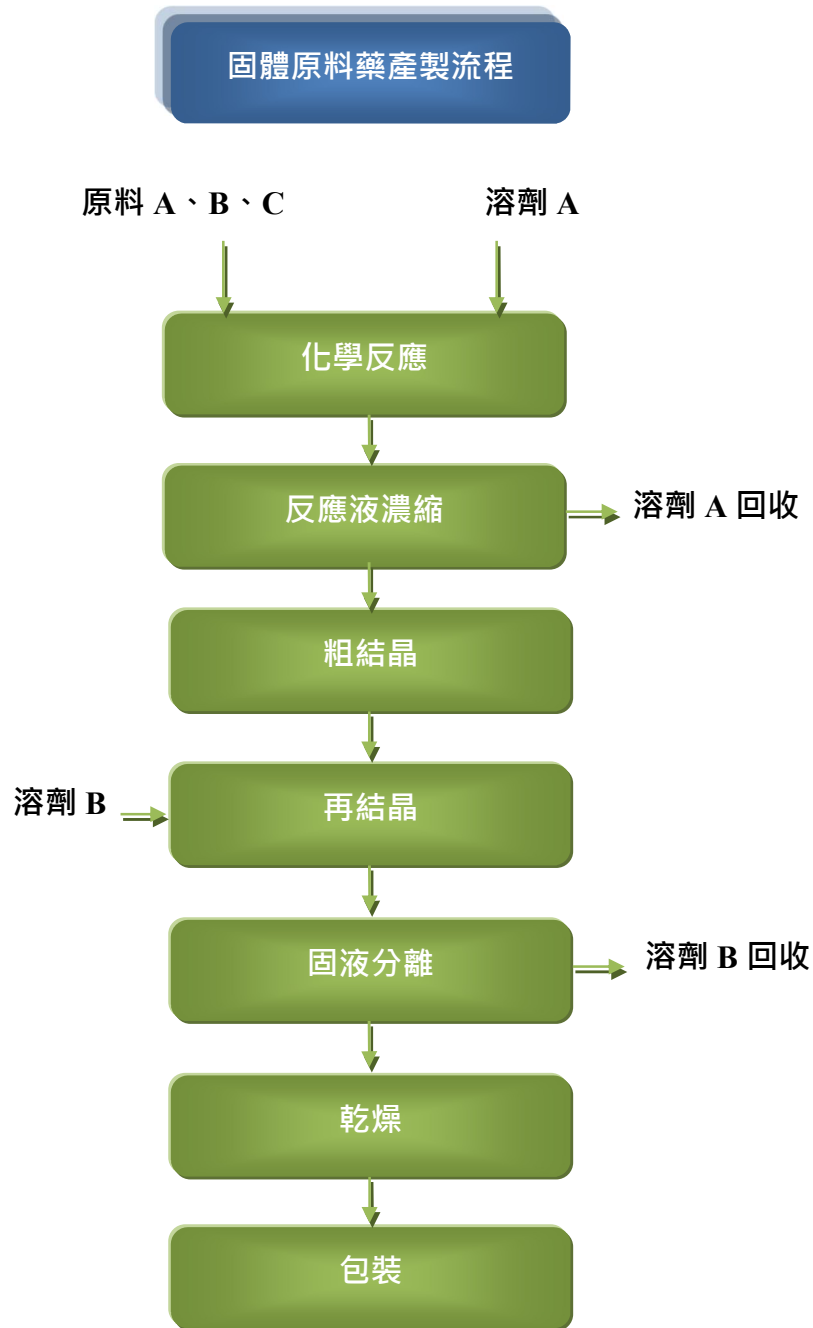 固體原料藥產製流程
原料 A、B、C
溶劑 A
化學反應
反應液濃縮
溶劑 A 回收
粗結晶
溶劑 B
再結晶
固液分離
溶劑 B 回收
乾燥
包裝